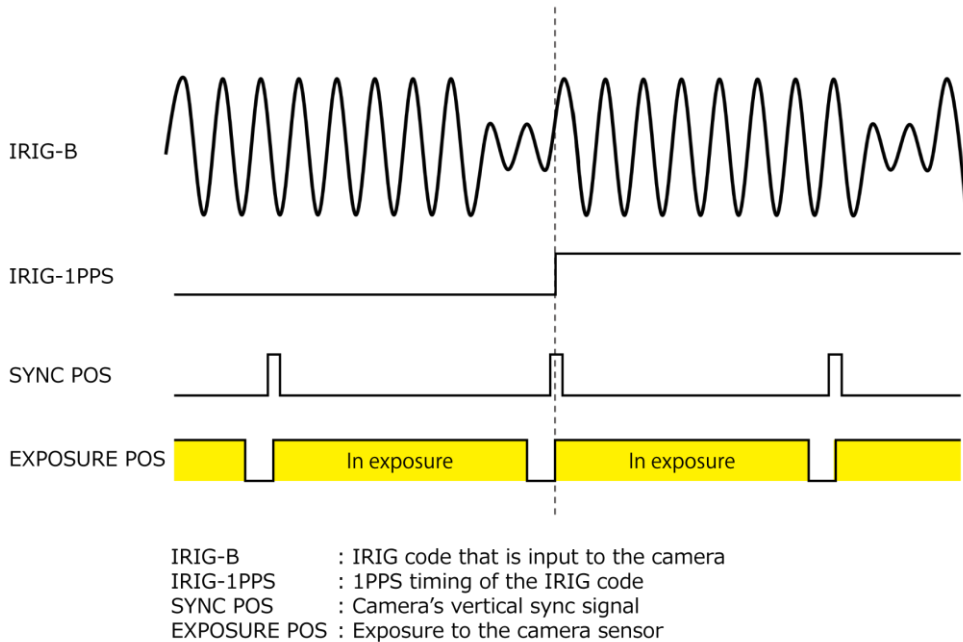 IRIG-B
IRIG-1PPS
SYNC POS
EXPOSURE POS
In exposure
In exposure
IRIG-B : IRIG code that is input to the camera
IRIG-1PPS : 1PPS timing of the IRIG code
SYNC POS : Camera's vertical sync signal
EXPOSURE POS : Exposure to the camera sensor